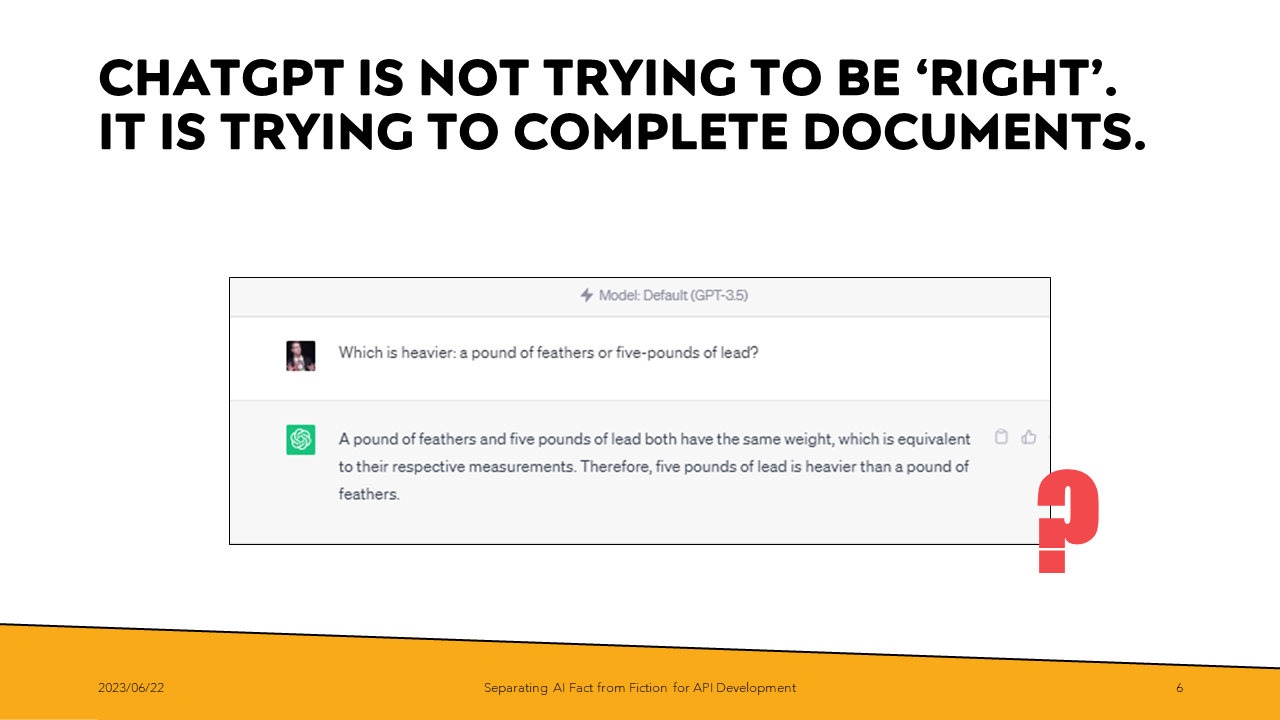 CHATGPT IS NOT TRYING TO BE ‘RIGHT’.
IT IS TRYING TO COMPLETE DOCUMENTS.
Model: Default (GPT-3.5)
Which is heavier: a pound of feathers or five-pounds of lead?
A pound of feathers and five pounds of lead both have the same weight, which is equivalent
to their respective measurements. Therefore, five pounds of lead is heavier than a pound of
feathers.
?
2023/06/22
Separating AI Fact from Fiction for API Development
6